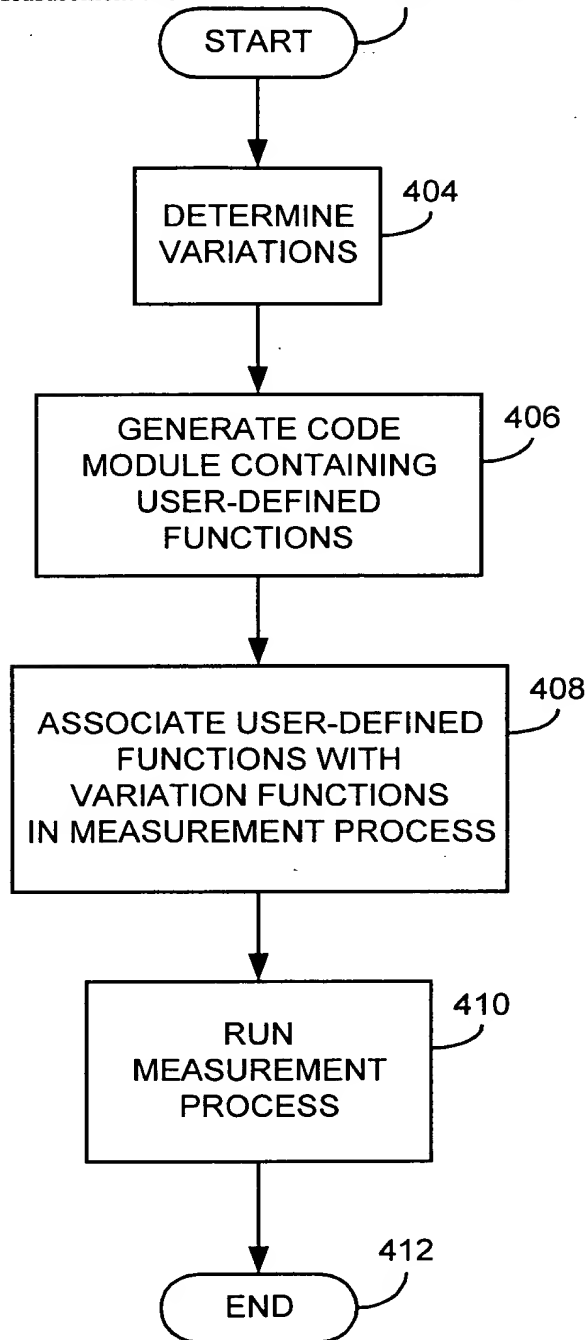 START
404
DETERMINE
VARIATIONS
406
GENERATE CODE
MODULE CONTAINING
USER-DEFINED
FUNCTIONS
408
ASSOCIATE USER-DEFINED
FUNCTIONS WITH
VARIATION FUNCTIONS
IN MEASUREMENT PROCESS
410
RUN
MEASUREMENT
PROCESS
412
END